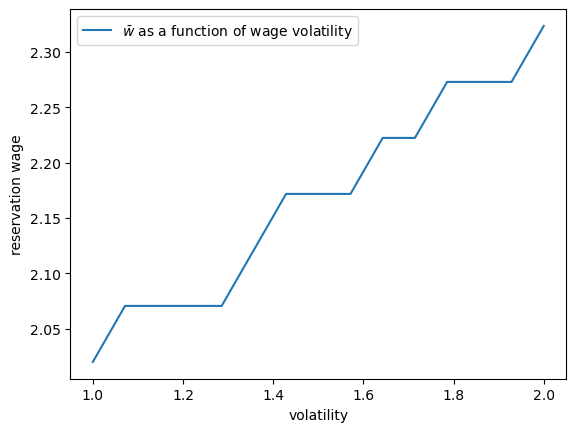 w̄ as a function of wage volatility
2.30
2.25
2.20
2.15
2.10
2.05
reservation wage
1.0 1.2 1.4 1.6 1.8 2.0
volatility